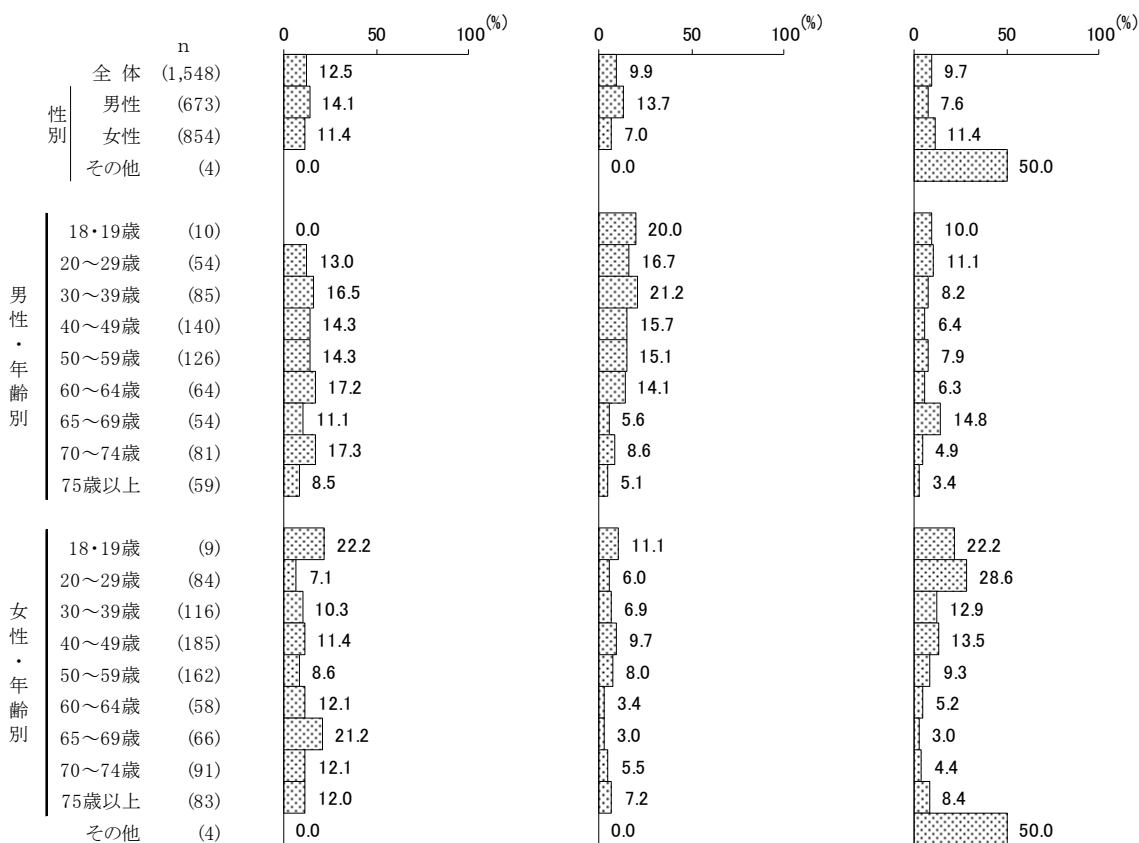 0 50 100(%) 0 50 100(%) 0 50 100(%)
n
全 体 (1,548) 12.5 9.9 9.7
性別
男性 (673) 14.1 13.7 7.6
女性 (854) 11.4 7.0 11.4
その他 (4) 0.0 0.0 50.0
男性・年齢別
18・19歳 (10) 0.0 20.0 10.0
20～29歳 (54) 13.0 16.7 11.1
30～39歳 (85) 16.5 21.2 8.2
40～49歳 (140) 14.3 15.7 6.4
50～59歳 (126) 14.3 15.1 7.9
60～64歳 (64) 17.2 14.1 6.3
65～69歳 (54) 11.1 5.6 14.8
70～74歳 (81) 17.3 8.6 4.9
75歳以上 (59) 8.5 5.1 3.4
女性・年齢別
18・19歳 (9) 22.2 11.1 22.2
20～29歳 (84) 7.1 6.0 28.6
30～39歳 (116) 10.3 6.9 12.9
40～49歳 (185) 11.4 9.7 13.5
50～59歳 (162) 8.6 8.0 9.3
60～64歳 (58) 12.1 3.4 5.2
65～69歳 (66) 21.2 3.0 3.0
70～74歳 (91) 12.1 5.5 4.4
75歳以上 (83) 12.0 7.2 8.4
その他 (4) 0.0 0.0 50.0